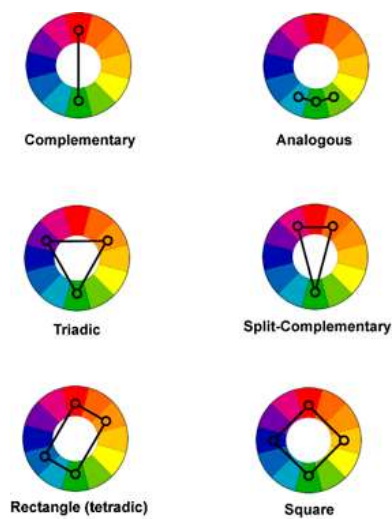 Complementary
Analogous
Triadic
Split-Complementary
Rectangle (tetradic)
Square